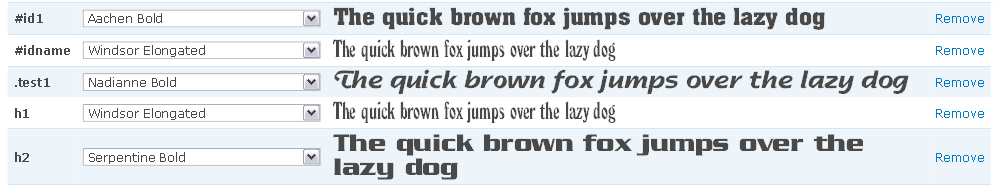 #id1 Aachen Bold The quick brown fox jumps over the lazy dog Remove
#idname Windsor Elongated The quick brown fox jumps over the lazy dog Remove
.test1 Nadianne Bold The quick brown fox jumps over the lazy dog Remove
h1 Windsor Elongated The quick brown fox jumps over the lazy dog Remove
h2 Serpentine Bold The quick brown fox jumps over the Remove
lazy dog